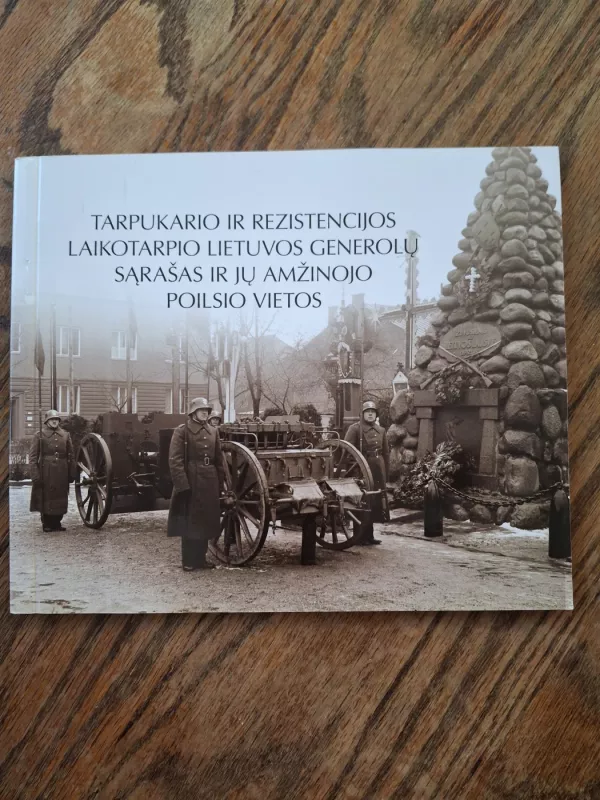 TARPUKARIO IR REZISTENCIJOS
LAIKOTARPIO LIETUVOS GENEROLŲ
SĄRAŠAS IR JŲ AMŽINOJO
POILSIO VIETOS